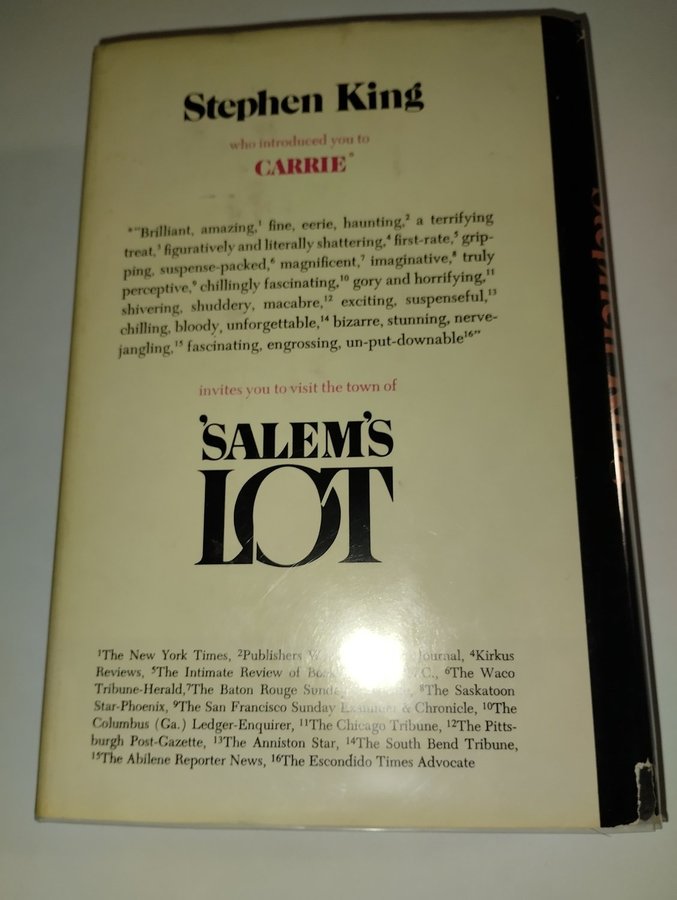 Stephen King
who introduced you to
CARRIE*
*"Brilliant, amazing,¹ fine, eerie, haunting,² a terrifying
treat,³ figuratively and literally shattering,⁴ first-rate,⁵ grip-
ping, suspense-packed,⁶ magnificent,⁷ imaginative,⁸ truly
perceptive,⁹ chillingly fascinating,¹⁰ gory and horrifying,¹¹
shivering, shuddery, macabre,¹² exciting, suspenseful,¹³
chilling, bloody, unforgettable,¹⁴ bizarre, stunning, nerve-
jangling,¹⁵ fascinating, engrossing, un-put-downable¹⁶"
invites you to visit the town of
'SALEM'S
LOT
¹The New York Times, ²Publishers Journal, ⁴Kirkus
Reviews, ⁵The Intimate Review of ⁶The Waco
Tribune-Herald,⁷The Baton Rouge ⁸The Saskatoon
Star-Phoenix, ⁹The San Francisco Sunday Examiner & Chronicle, ¹⁰The
Columbus (Ga.) Ledger-Enquirer, ¹¹The Chicago Tribune, ¹²The Pitts-
burgh Post-Gazette, ¹³The Anniston Star, ¹⁴The South Bend Tribune,
¹⁵The Abilene Reporter News, ¹⁶The Escondido Times Advocate
Stephen King